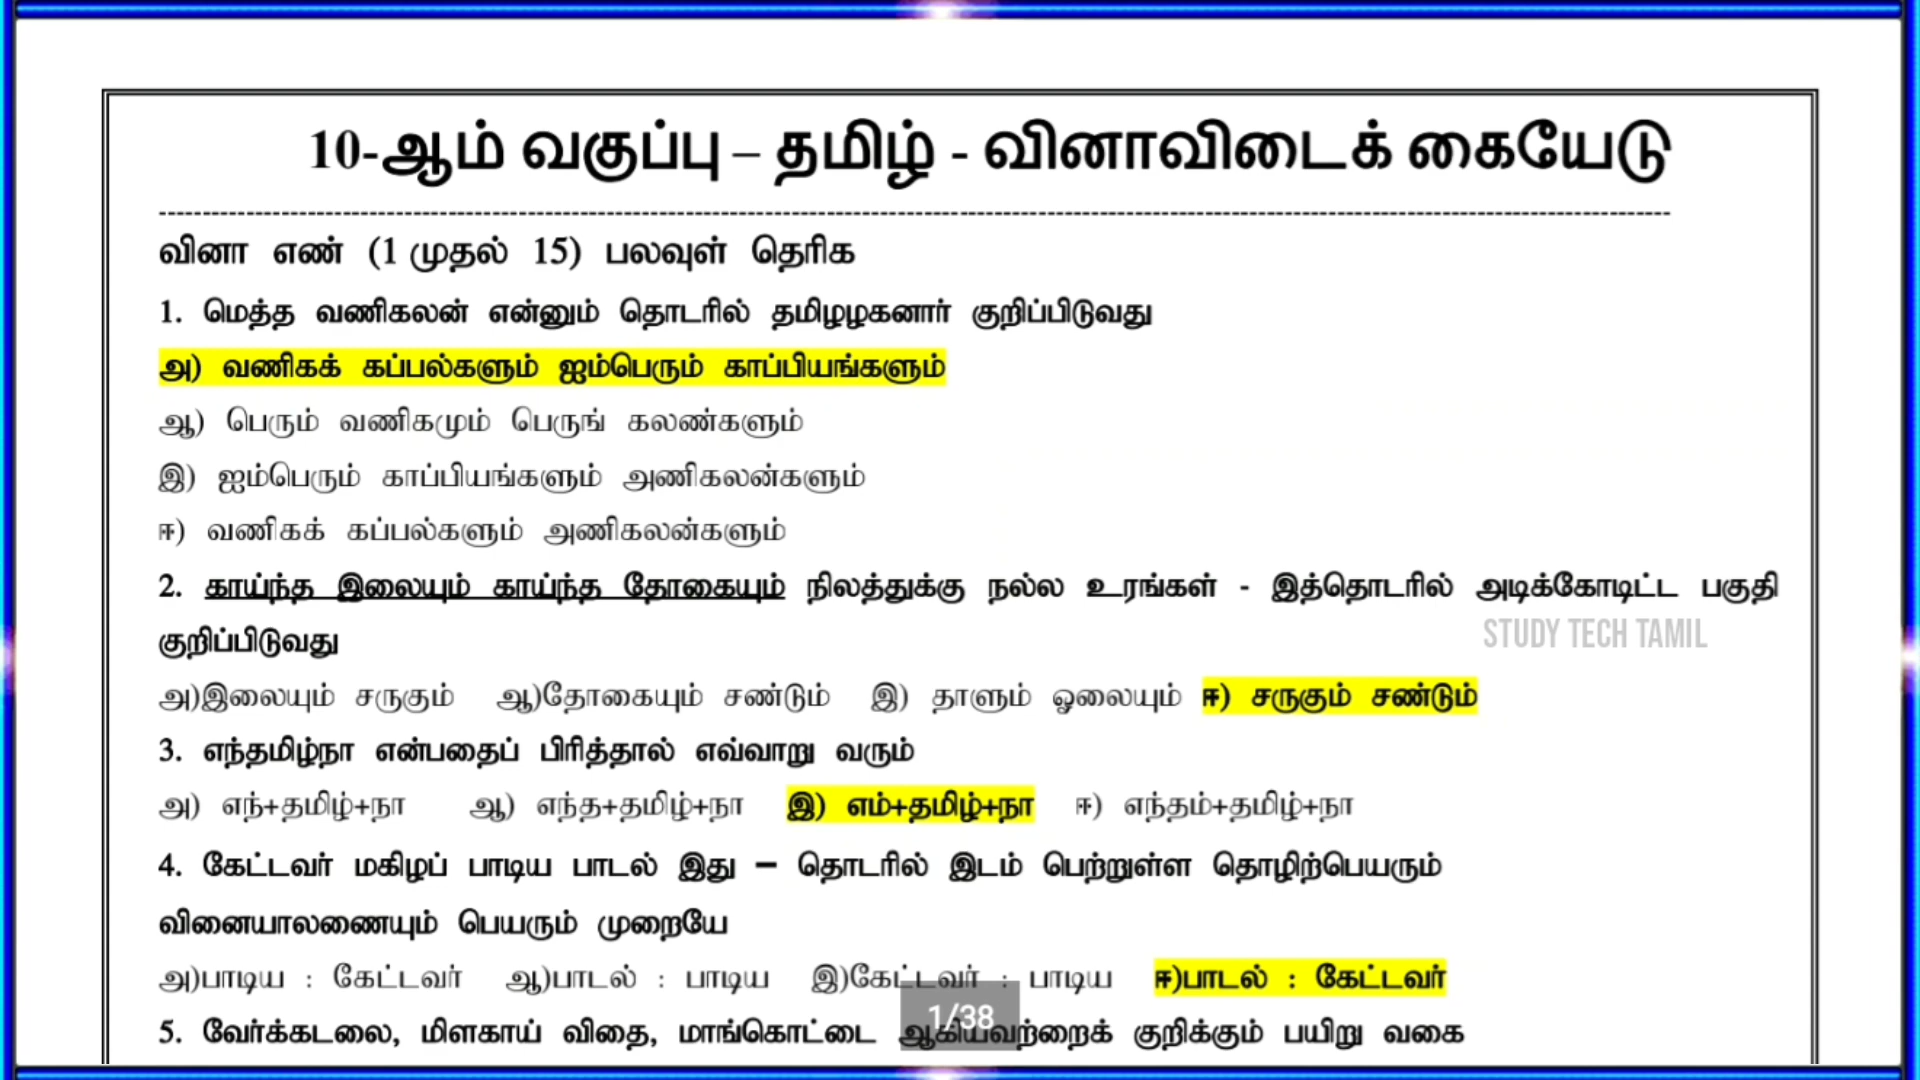 10-ஆம் வகுப்பு – தமிழ் - வினாவிடைக் கையேடு
வினா எண் (1 முதல் 15) பலவுள் தெரிக
1. மெத்த வணிகலன் என்னும் தொடரில் தமிழழகனார் குறிப்பிடுவது
அ) வணிகக் கப்பல்களும் ஐம்பெரும் காப்பியங்களும்
ஆ) பெரும் வணிகமும் பெருங் கலண்களும்
இ) ஐம்பெரும் காப்பியங்களும் அணிகலன்களும்
ஈ) வணிகக் கப்பல்களும் அணிகலன்களும்
2. காய்ந்த இலையும் காய்ந்த தோகையும் நிலத்துக்கு நல்ல உரங்கள் - இத்தொடரில் அடிக்கோடிட்ட பகுதி
குறிப்பிடுவது
STUDY TECH TAMIL
அ)இலையும் சருகும் ஆ)தோகையும் சண்டும் இ) தாளும் ஓலையும் ஈ) சருகும் சண்டும்
3. எந்தமிழ்நா என்பதைப் பிரித்தால் எவ்வாறு வரும்
அ) எந்+தமிழ்+நா ஆ) எந்த+தமிழ்+நா இ) எம்+தமிழ்+நா ஈ) எந்தம்+தமிழ்+நா
4. கேட்டவர் மகிழப் பாடிய பாடல் இது – தொடரில் இடம் பெற்றுள்ள தொழிற்பெயரும்
வினையாலணையும் பெயரும் முறையே
அ)பாடிய : கேட்டவர் ஆ)பாடல் : பாடிய இ)கேட்டவர் : பாடிய ஈ)பாடல் : கேட்டவர்
1/38
5. வேர்க்கடலை, மிளகாய் விதை, மாங்கொட்டை ஆகியவற்றைக் குறிக்கும் பயிறு வகை